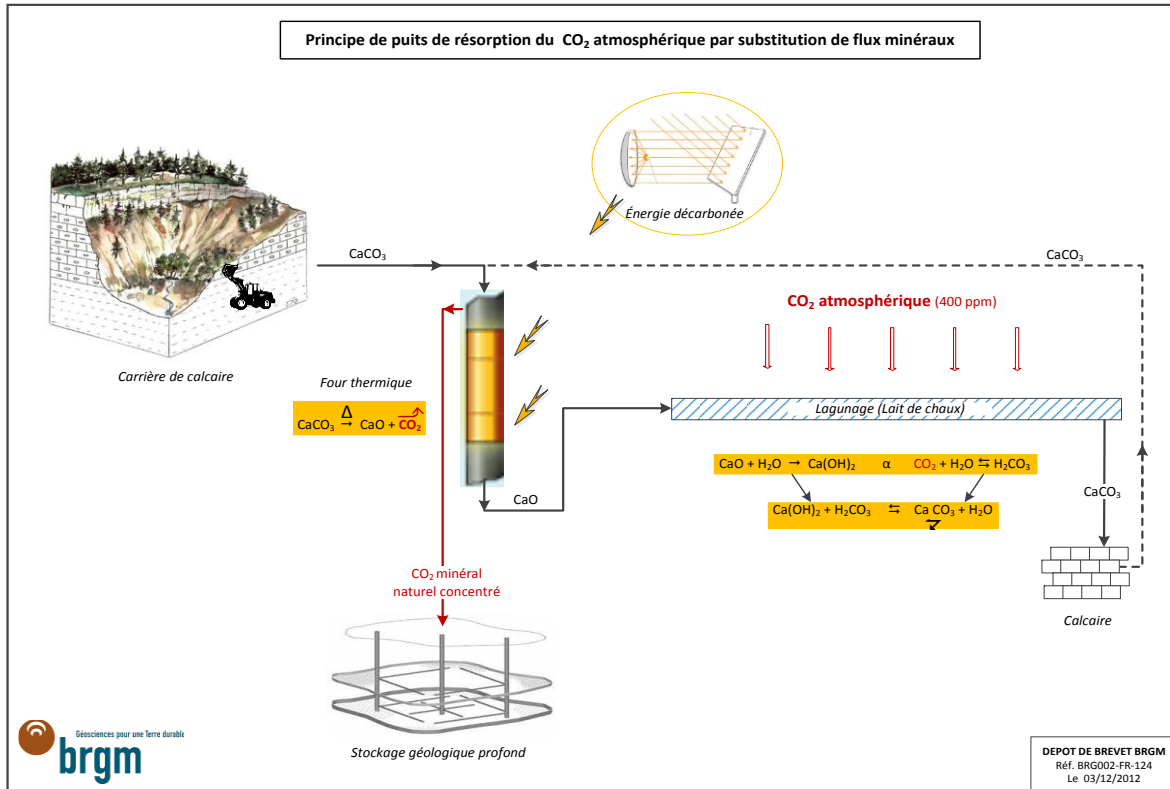 Principe de puits de résorption du CO₂ atmosphérique par substitution de flux minéraux
Énergie décarbonée
CaCO₃
CaCO₃
CO₂ atmosphérique (400 ppm)
Carrière de calcaire
Four thermique
Δ
CaCO₃ → CaO + CO₂
Lagunage (Lait de chaux)
CaO + H₂O → Ca(OH)₂ α CO₂ + H₂O ⇆ H₂CO₃
Ca(OH)₂ + H₂CO₃ ⇆ Ca CO₃ + H₂O
CaO
CaCO₃
CO₂ minéral
naturel concentré
Calcaire
Stockage géologique profond
Géosciences pour une Terre durable
brgm
DEPOT DE BREVET BRGM
Réf. BRG002-FR-124
Le 03/12/2012